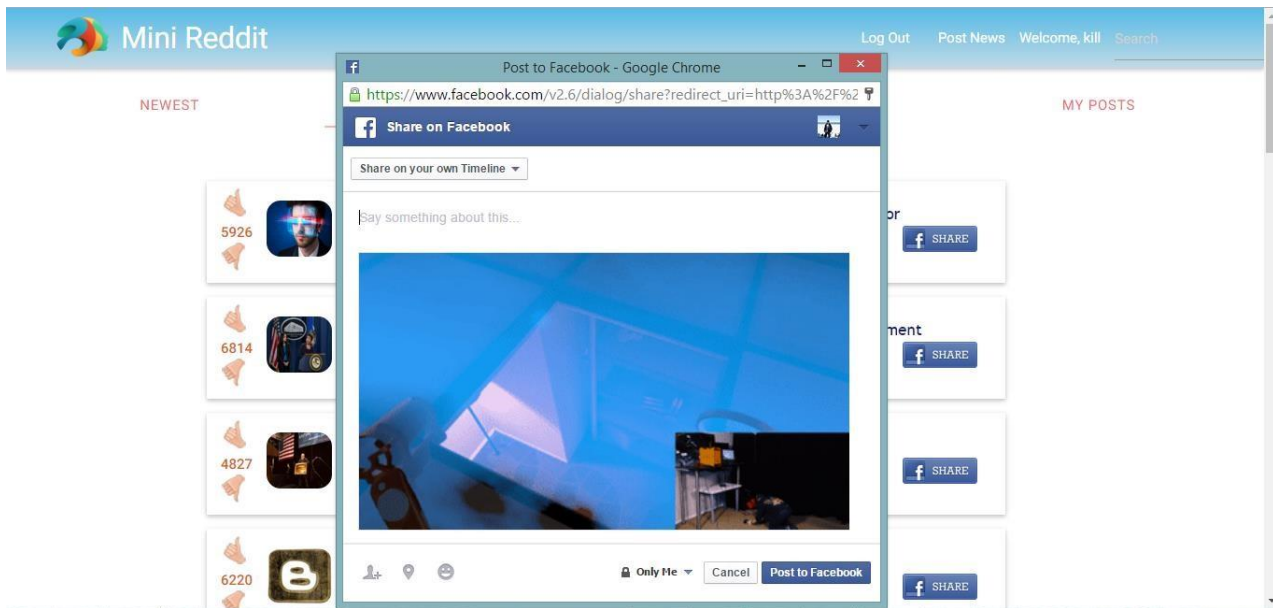 Mini Reddit
Log Out Post News Welcome, kill Search
Post to Facebook - Google Chrome
https://www.facebook.com/v2.6/dialog/share?redirect_uri=http%3A%2F%2
NEWEST
MY POSTS
Share on Facebook
Share on your own Timeline
Say something about this...
or
5926
SHARE
ment
6814
SHARE
4827
SHARE
6220
SHARE
Only Me Cancel Post to Facebook